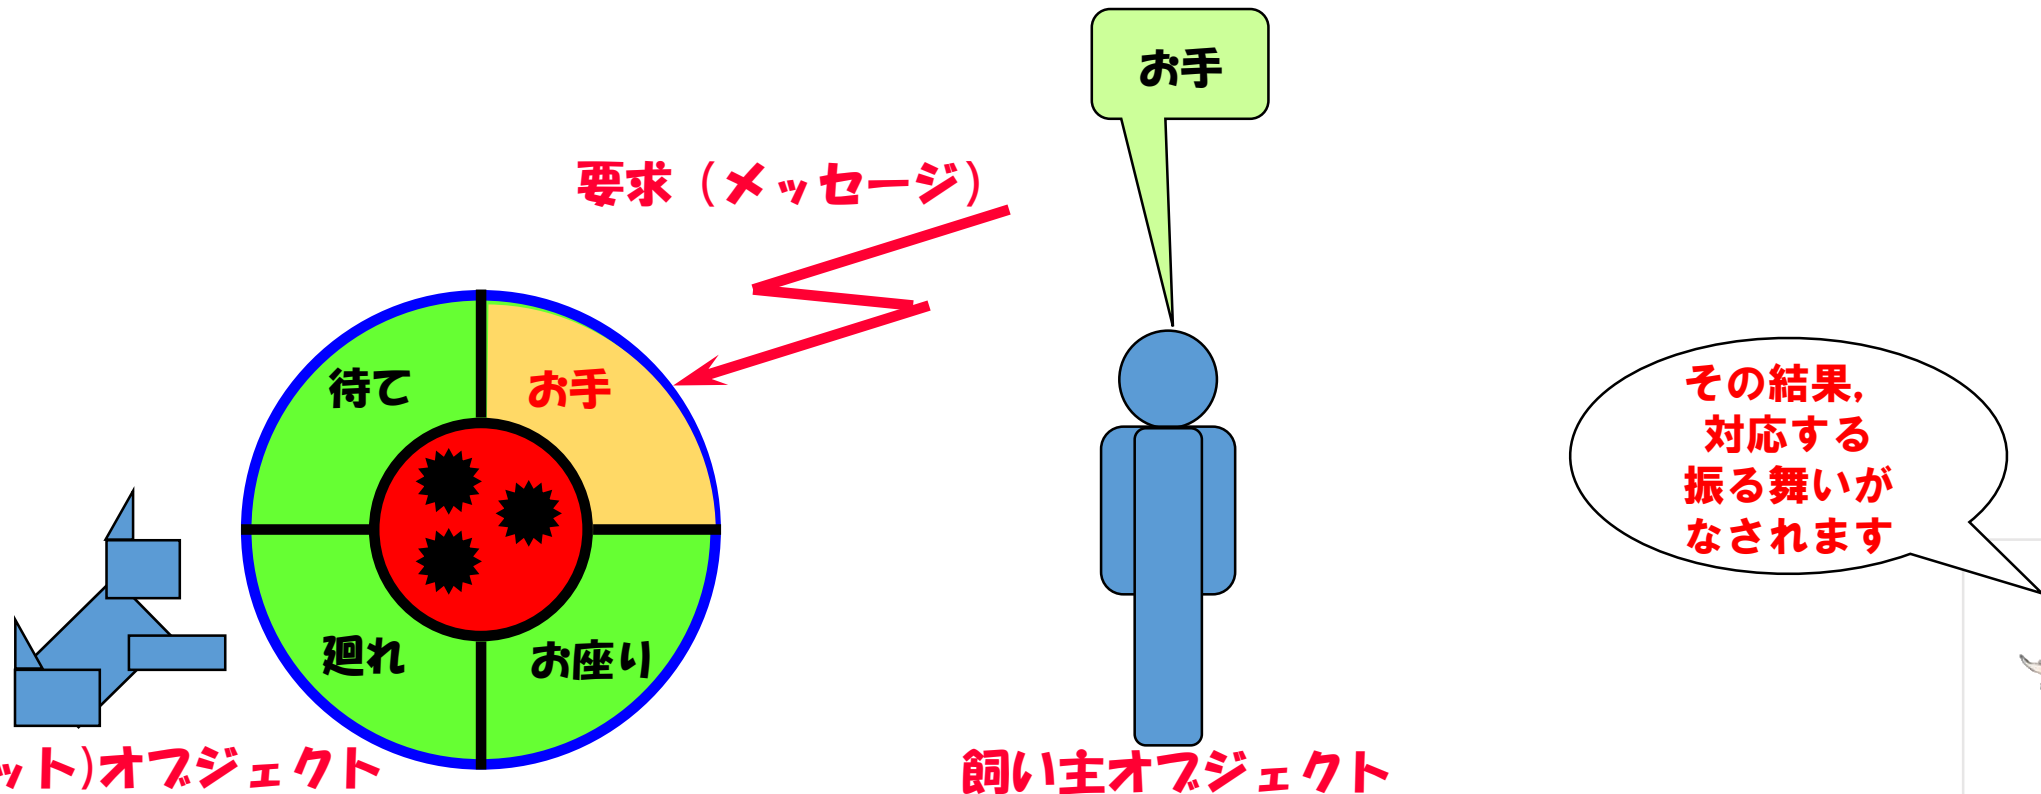 お手
要求（メッセージ）
待て
お手
廻れ
お座り
その結果，
対応する
振る舞いが
なされます
ット)オブジェクト
飼い主オブジェクト